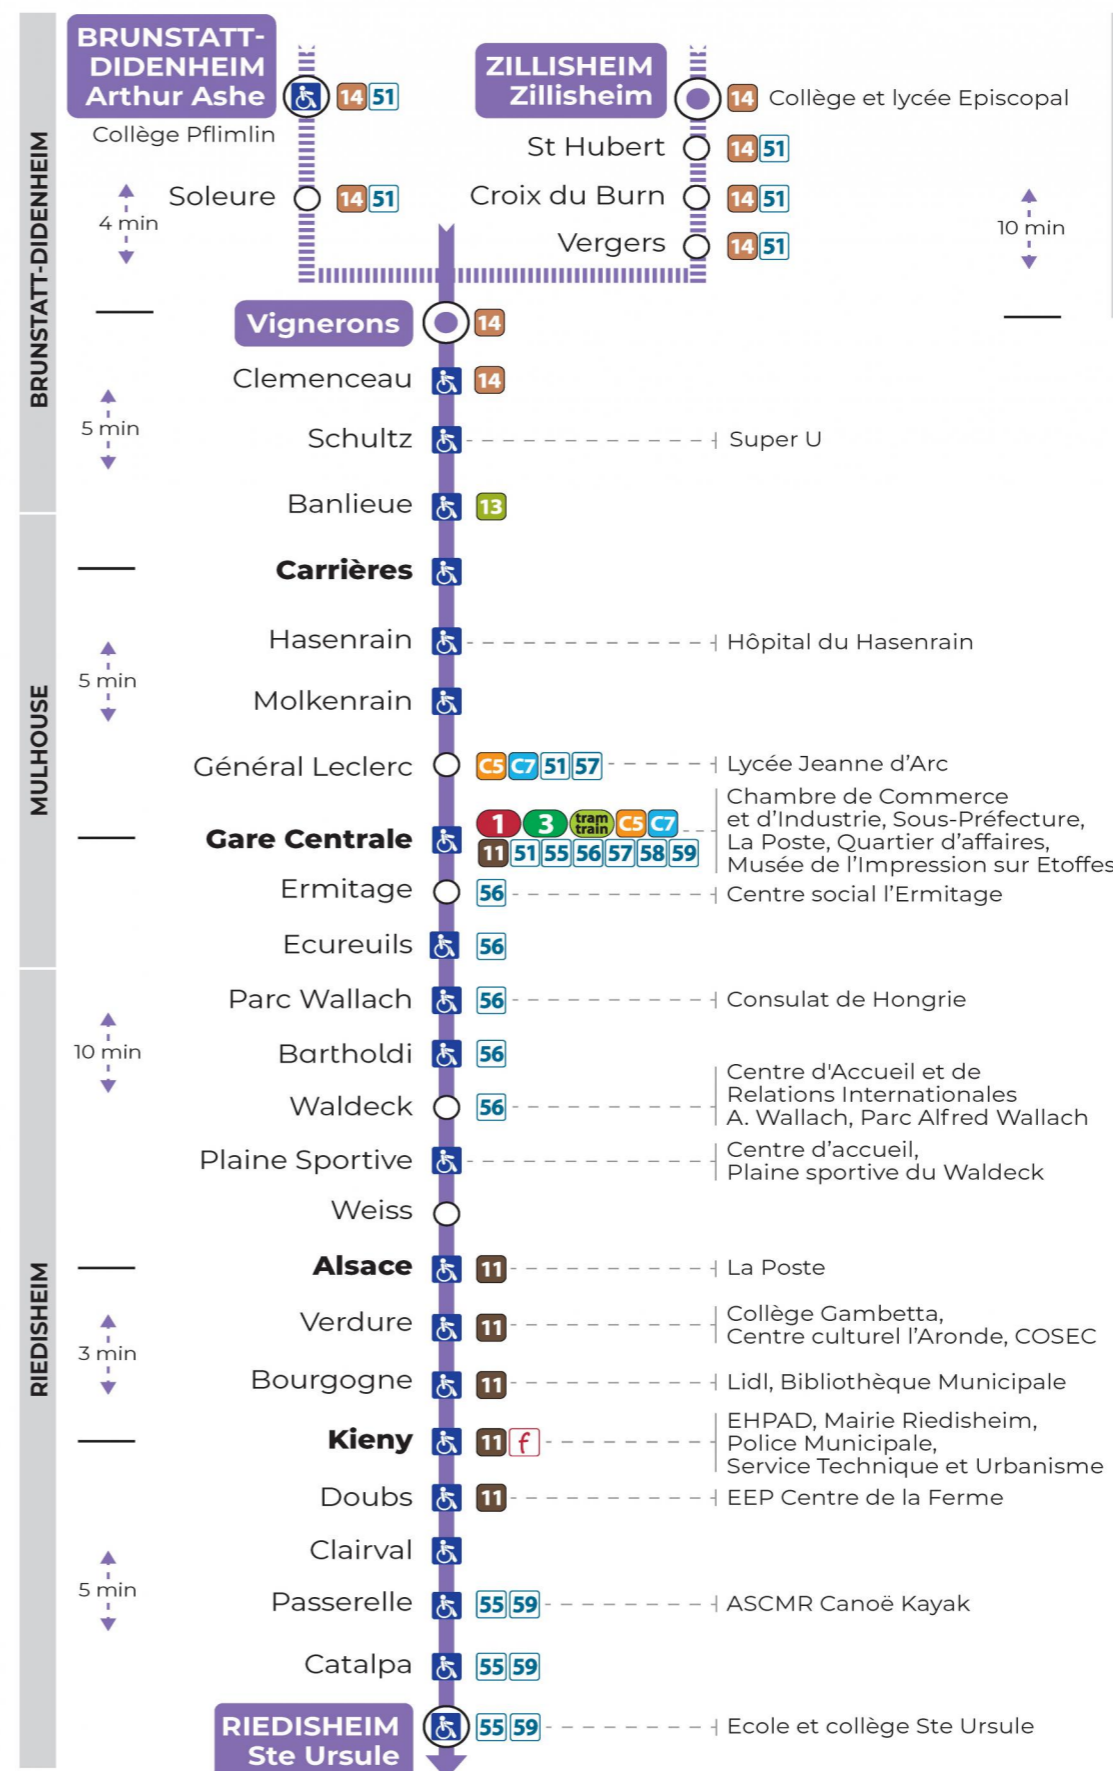 BRUNSTATT-
DIDENHEIM
Arthur Ashe
14 51
Collège Pflimlin
Soleure 14 51
4 min
ZILLISHEIM
Zillisheim
14 Collège et lycée Episcopal
St Hubert 14 51
Croix du Burn 14 51
Vergers 14 51
10 min
BRUNSTATT-DIDENHEIM
Vignerons 14
Clemenceau 14
5 min
Schultz Super U
Banlieue 13
MULHOUSE
Carrières
Hasenrain Hôpital du Hasenrain
5 min
Molkenrain
Général Leclerc C5 C7 51 57 Lycée Jeanne d'Arc
Gare Centrale
1 3 tram train C5 C7
11 51 55 56 57 58 59
Chambre de Commerce
et d'Industrie, Sous-Préfecture,
La Poste, Quartier d'affaires,
Musée de l'Impression sur Etoffes
Ermitage 56 Centre social l'Ermitage
Ecureuils 56
RIEDISHEIM
Parc Wallach 56 Consulat de Hongrie
10 min
Bartholdi 56
Waldeck 56
Centre d'Accueil et de
Relations Internationales
A. Wallach, Parc Alfred Wallach
Plaine Sportive
Centre d'accueil,
Plaine sportive du Waldeck
Weiss
Alsace 11 La Poste
Verdure 11
Collège Gambetta,
Centre culturel l'Aronde, COSEC
3 min
Bourgogne 11 Lidl, Bibliothèque Municipale
Kieny 11 f
EHPAD, Mairie Riedisheim,
Police Municipale,
Service Technique et Urbanisme
Doubs 11 EEP Centre de la Ferme
Clairval
5 min
Passerelle 55 59 ASCMR Canoë Kayak
Catalpa 55 59
RIEDISHEIM
Ste Ursule
55 59 Ecole et collège Ste Ursule